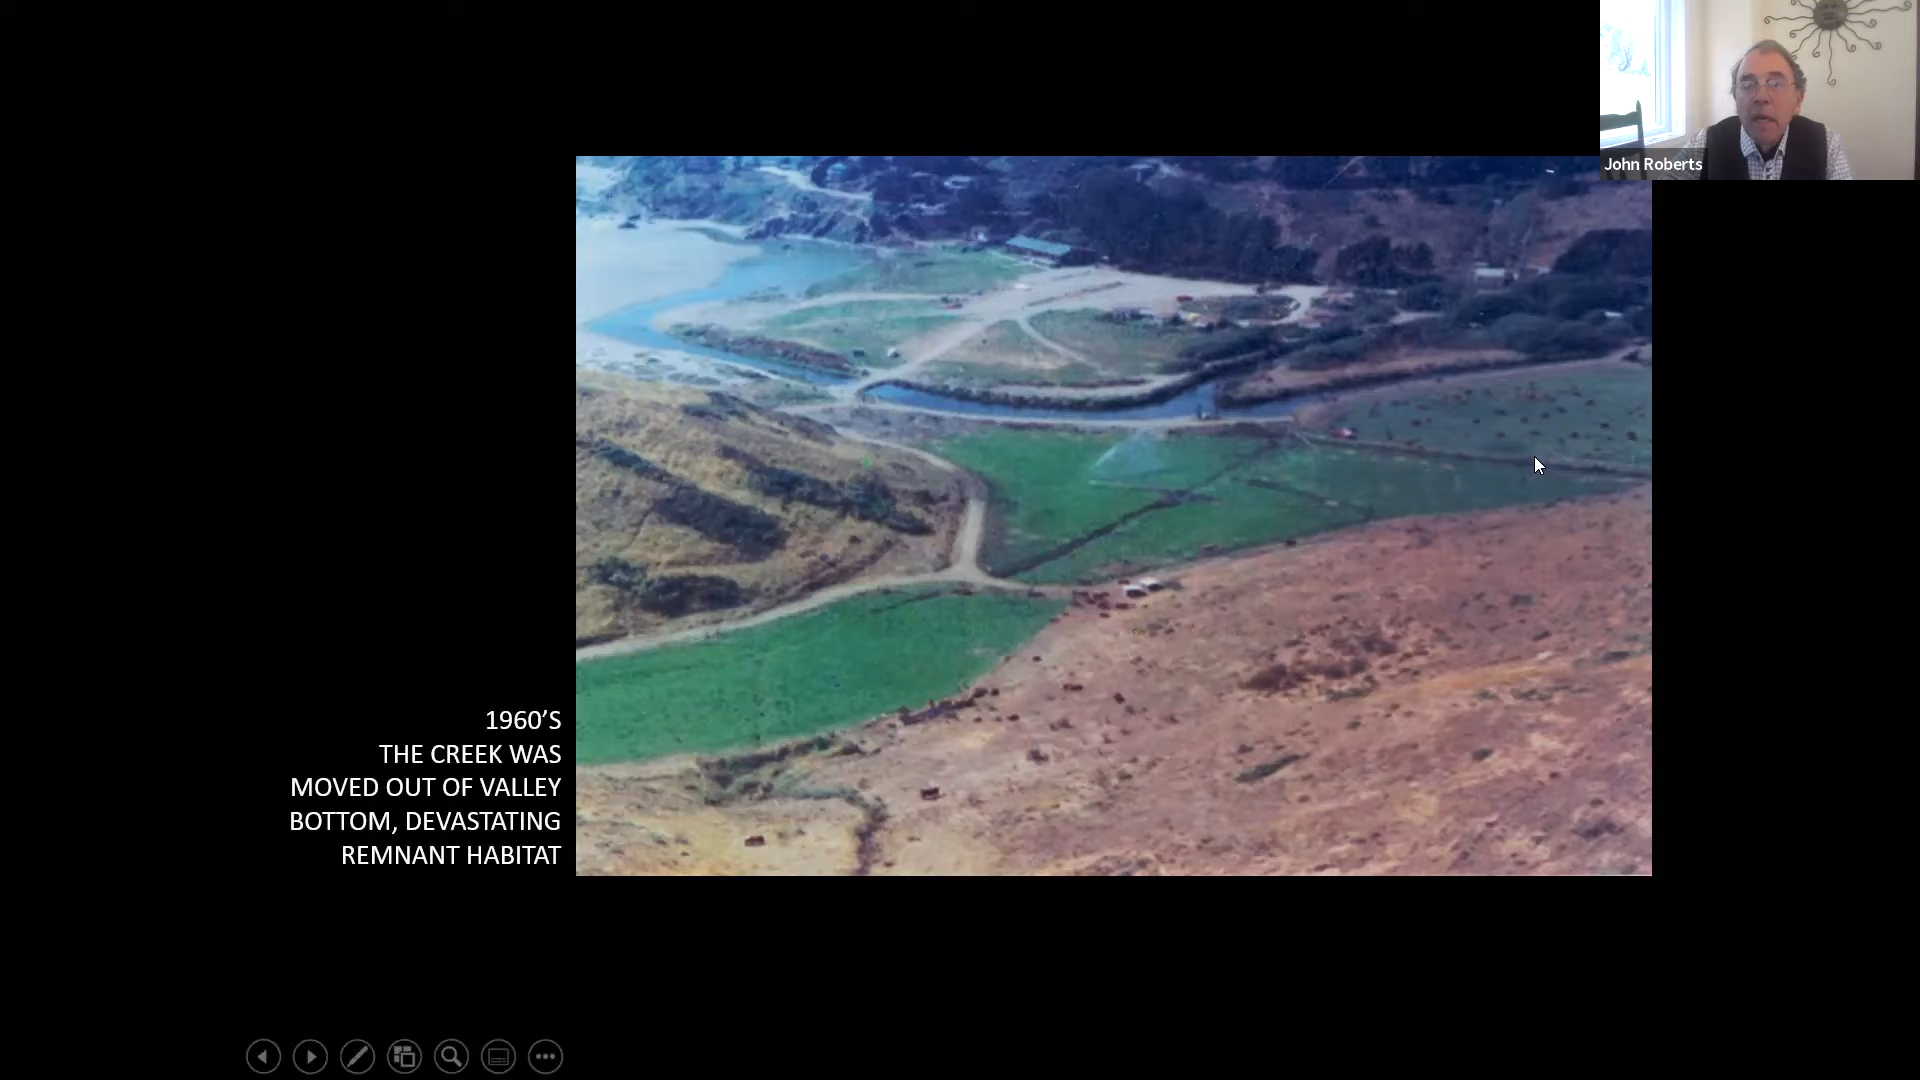 John Roberts
1960’S
THE CREEK WAS
MOVED OUT OF VALLEY
BOTTOM, DEVASTATING
REMNANT HABITAT